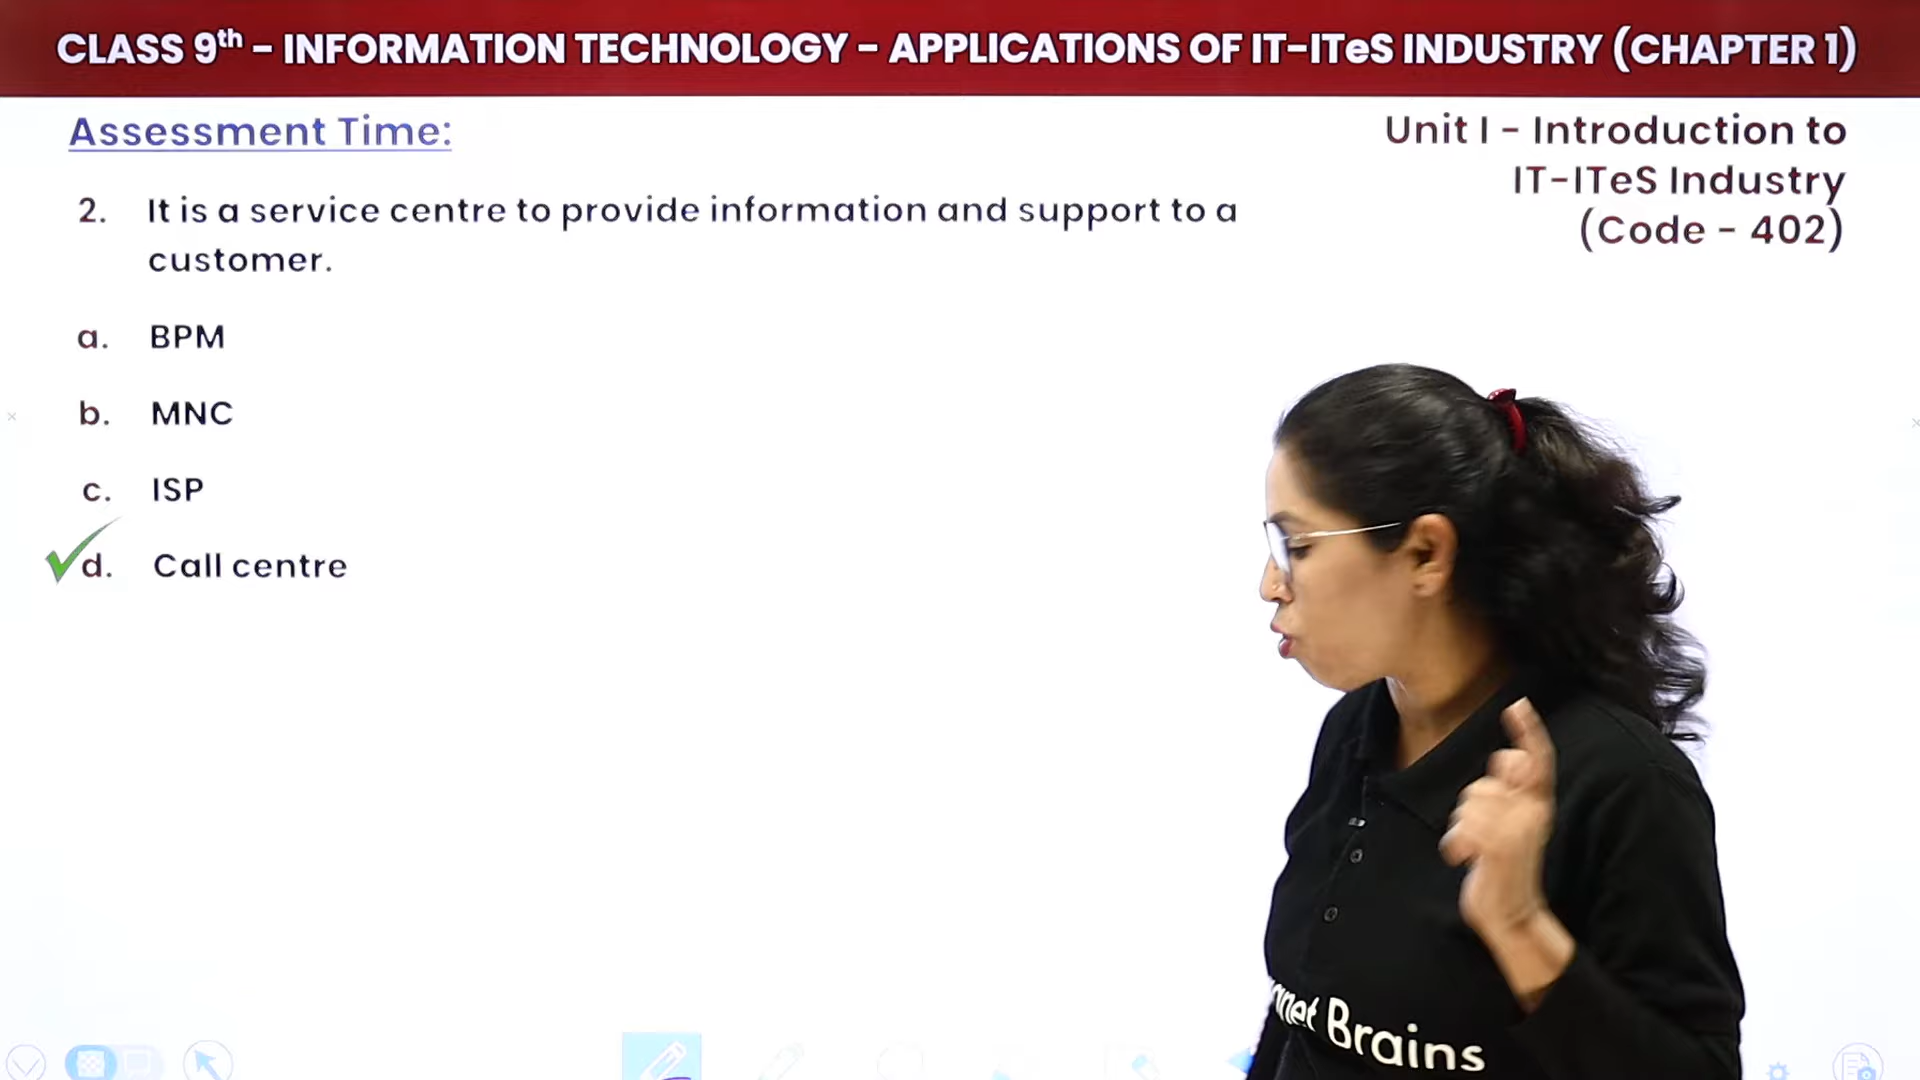 CLASS 9th – INFORMATION TECHNOLOGY – APPLICATIONS OF IT-ITeS INDUSTRY (CHAPTER 1)
Assessment Time:
Unit I – Introduction to
IT-ITeS Industry
(Code – 402)
2. It is a service centre to provide information and support to a
customer.
a. BPM
b. MNC
c. ISP
d. Call centre
Brains